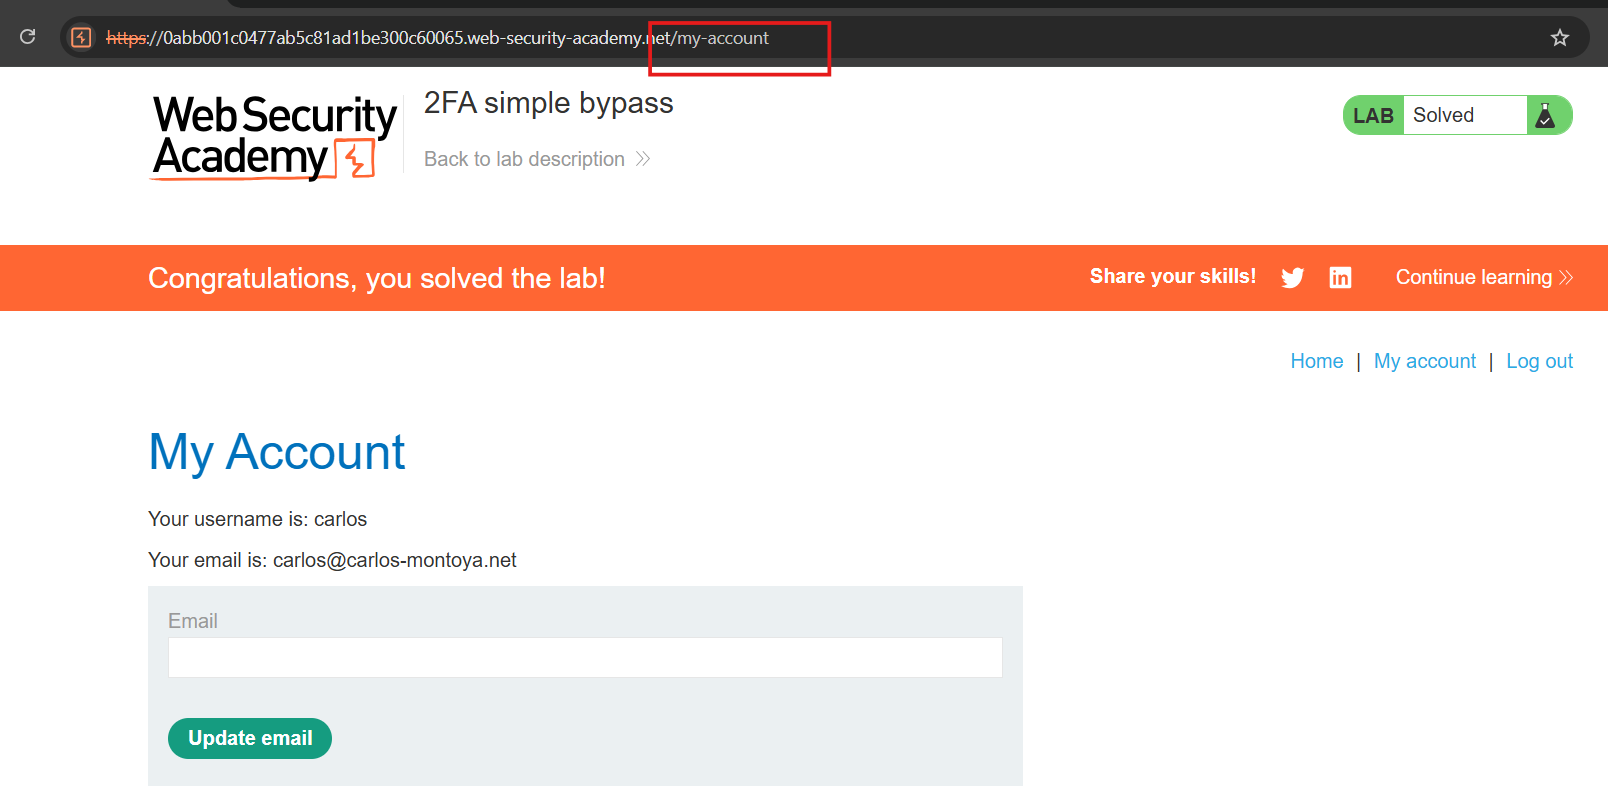 https://0abb001c0477ab5c81ad1be300c60065.web-security-academy.net/my-account
Web Security
Academy
2FA simple bypass
Back to lab description
LAB Solved
Congratulations, you solved the lab!
Share your skills!
Continue learning
Home | My account | Log out
My Account
Your username is: carlos
Your email is: carlos@carlos-montoya.net
Email
Update email